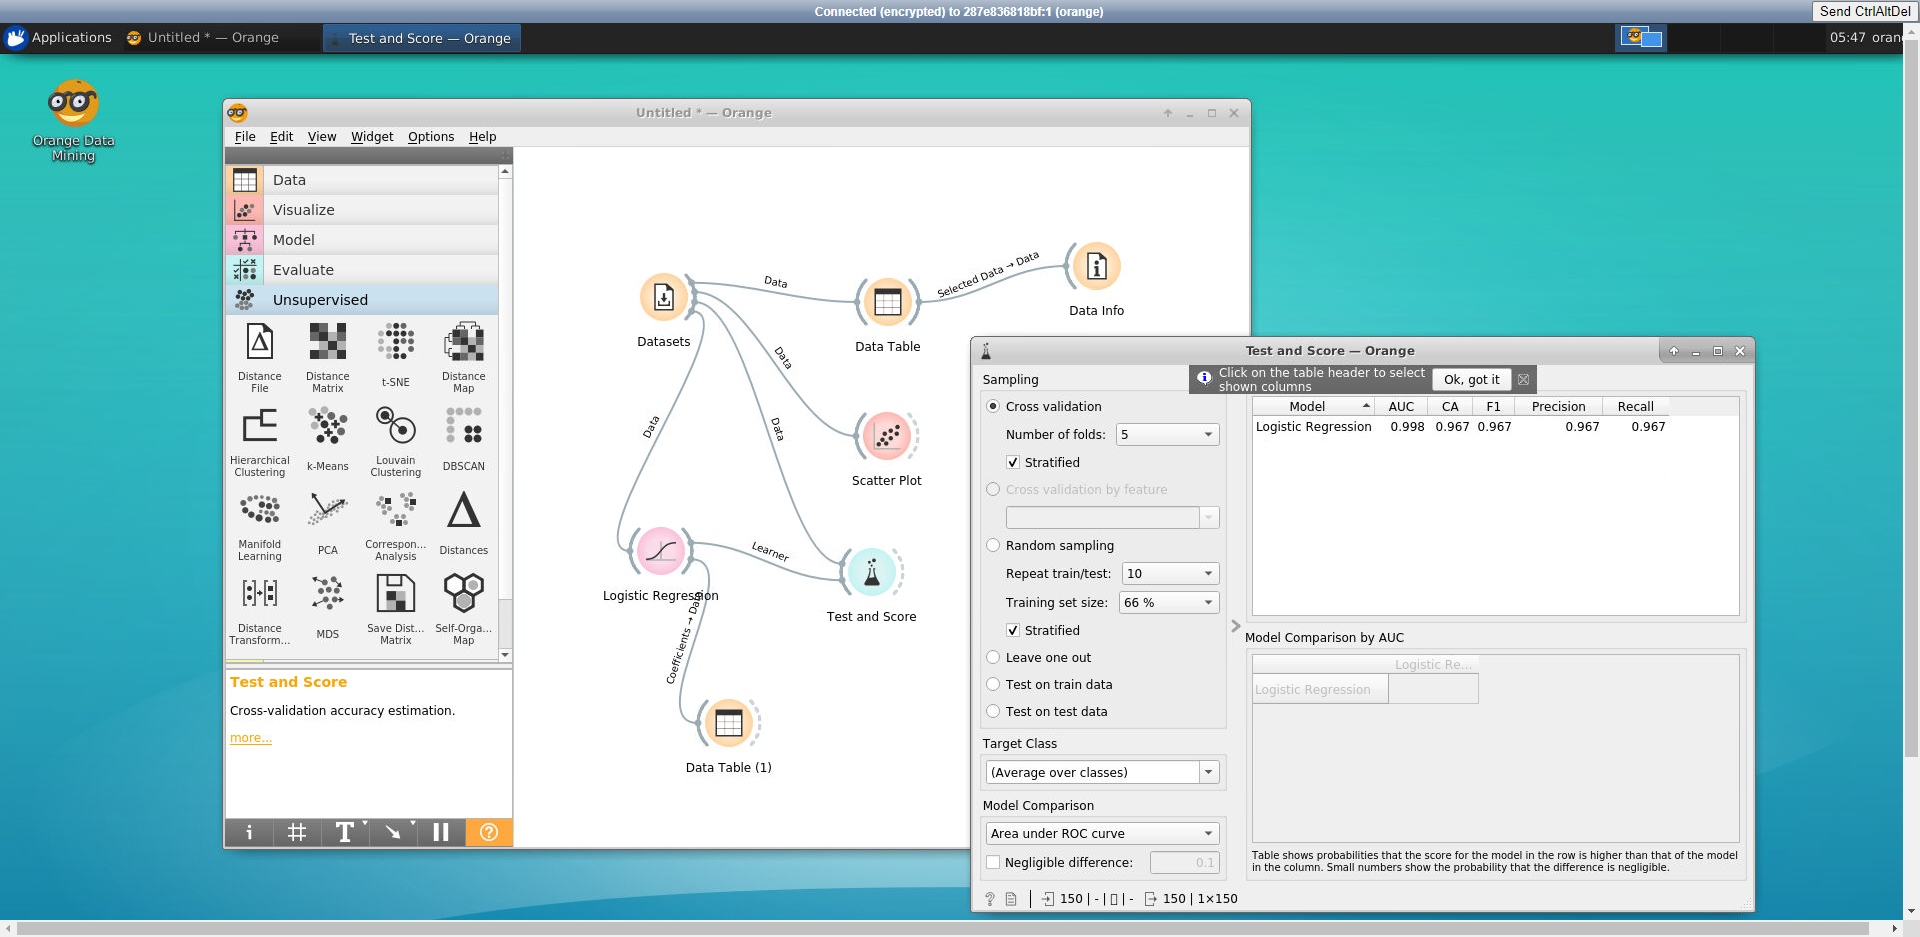 Connected (encrypted) to 287e836818bf:1 (orange)
Send CtrlAltDel
Applications
Untitled * — Orange
Test and Score — Orange
05:47
Orange Data
Mining
Untitled * — Orange
File Edit View Widget Options Help
Data
Visualize
Model
Evaluate
Unsupervised
Distance
File
Distance
Matrix
t-SNE
Distance
Map
Hierarchical
Clustering
k-Means
Louvain
Clustering
DBSCAN
Manifold
Learning
PCA
Correspon...
Analysis
Distances
Distance
Transform...
MDS
Save Dist...
Matrix
Self-Orga...
Map
Test and Score
Cross-validation accuracy estimation.
more...
Datasets
Data
Data Table
Selected Data → Data
Data Info
Data
Scatter Plot
Data
Data
Logistic Regression
Learner
Test and Score
Coefficients → Data
Data Table (1)
Test and Score — Orange
Click on the table header to select
shown columns
Ok, got it
Sampling
Cross validation
Number of folds: 5
Stratified
Cross validation by feature
Random sampling
Repeat train/test: 10
Training set size: 66 %
Stratified
Leave one out
Test on train data
Test on test data
Target Class
(Average over classes)
Model Comparison
Area under ROC curve
Negligible difference: 0.1
Model AUC CA F1 Precision Recall
Logistic Regression 0.998 0.967 0.967 0.967 0.967
Model Comparison by AUC
Logistic Re...
Logistic Regression
Table shows probabilities that the score for the model in the row is higher than that of the model
in the column. Small numbers show the probability that the difference is negligible.
150 | - | ▯ | - 150 | 1×150